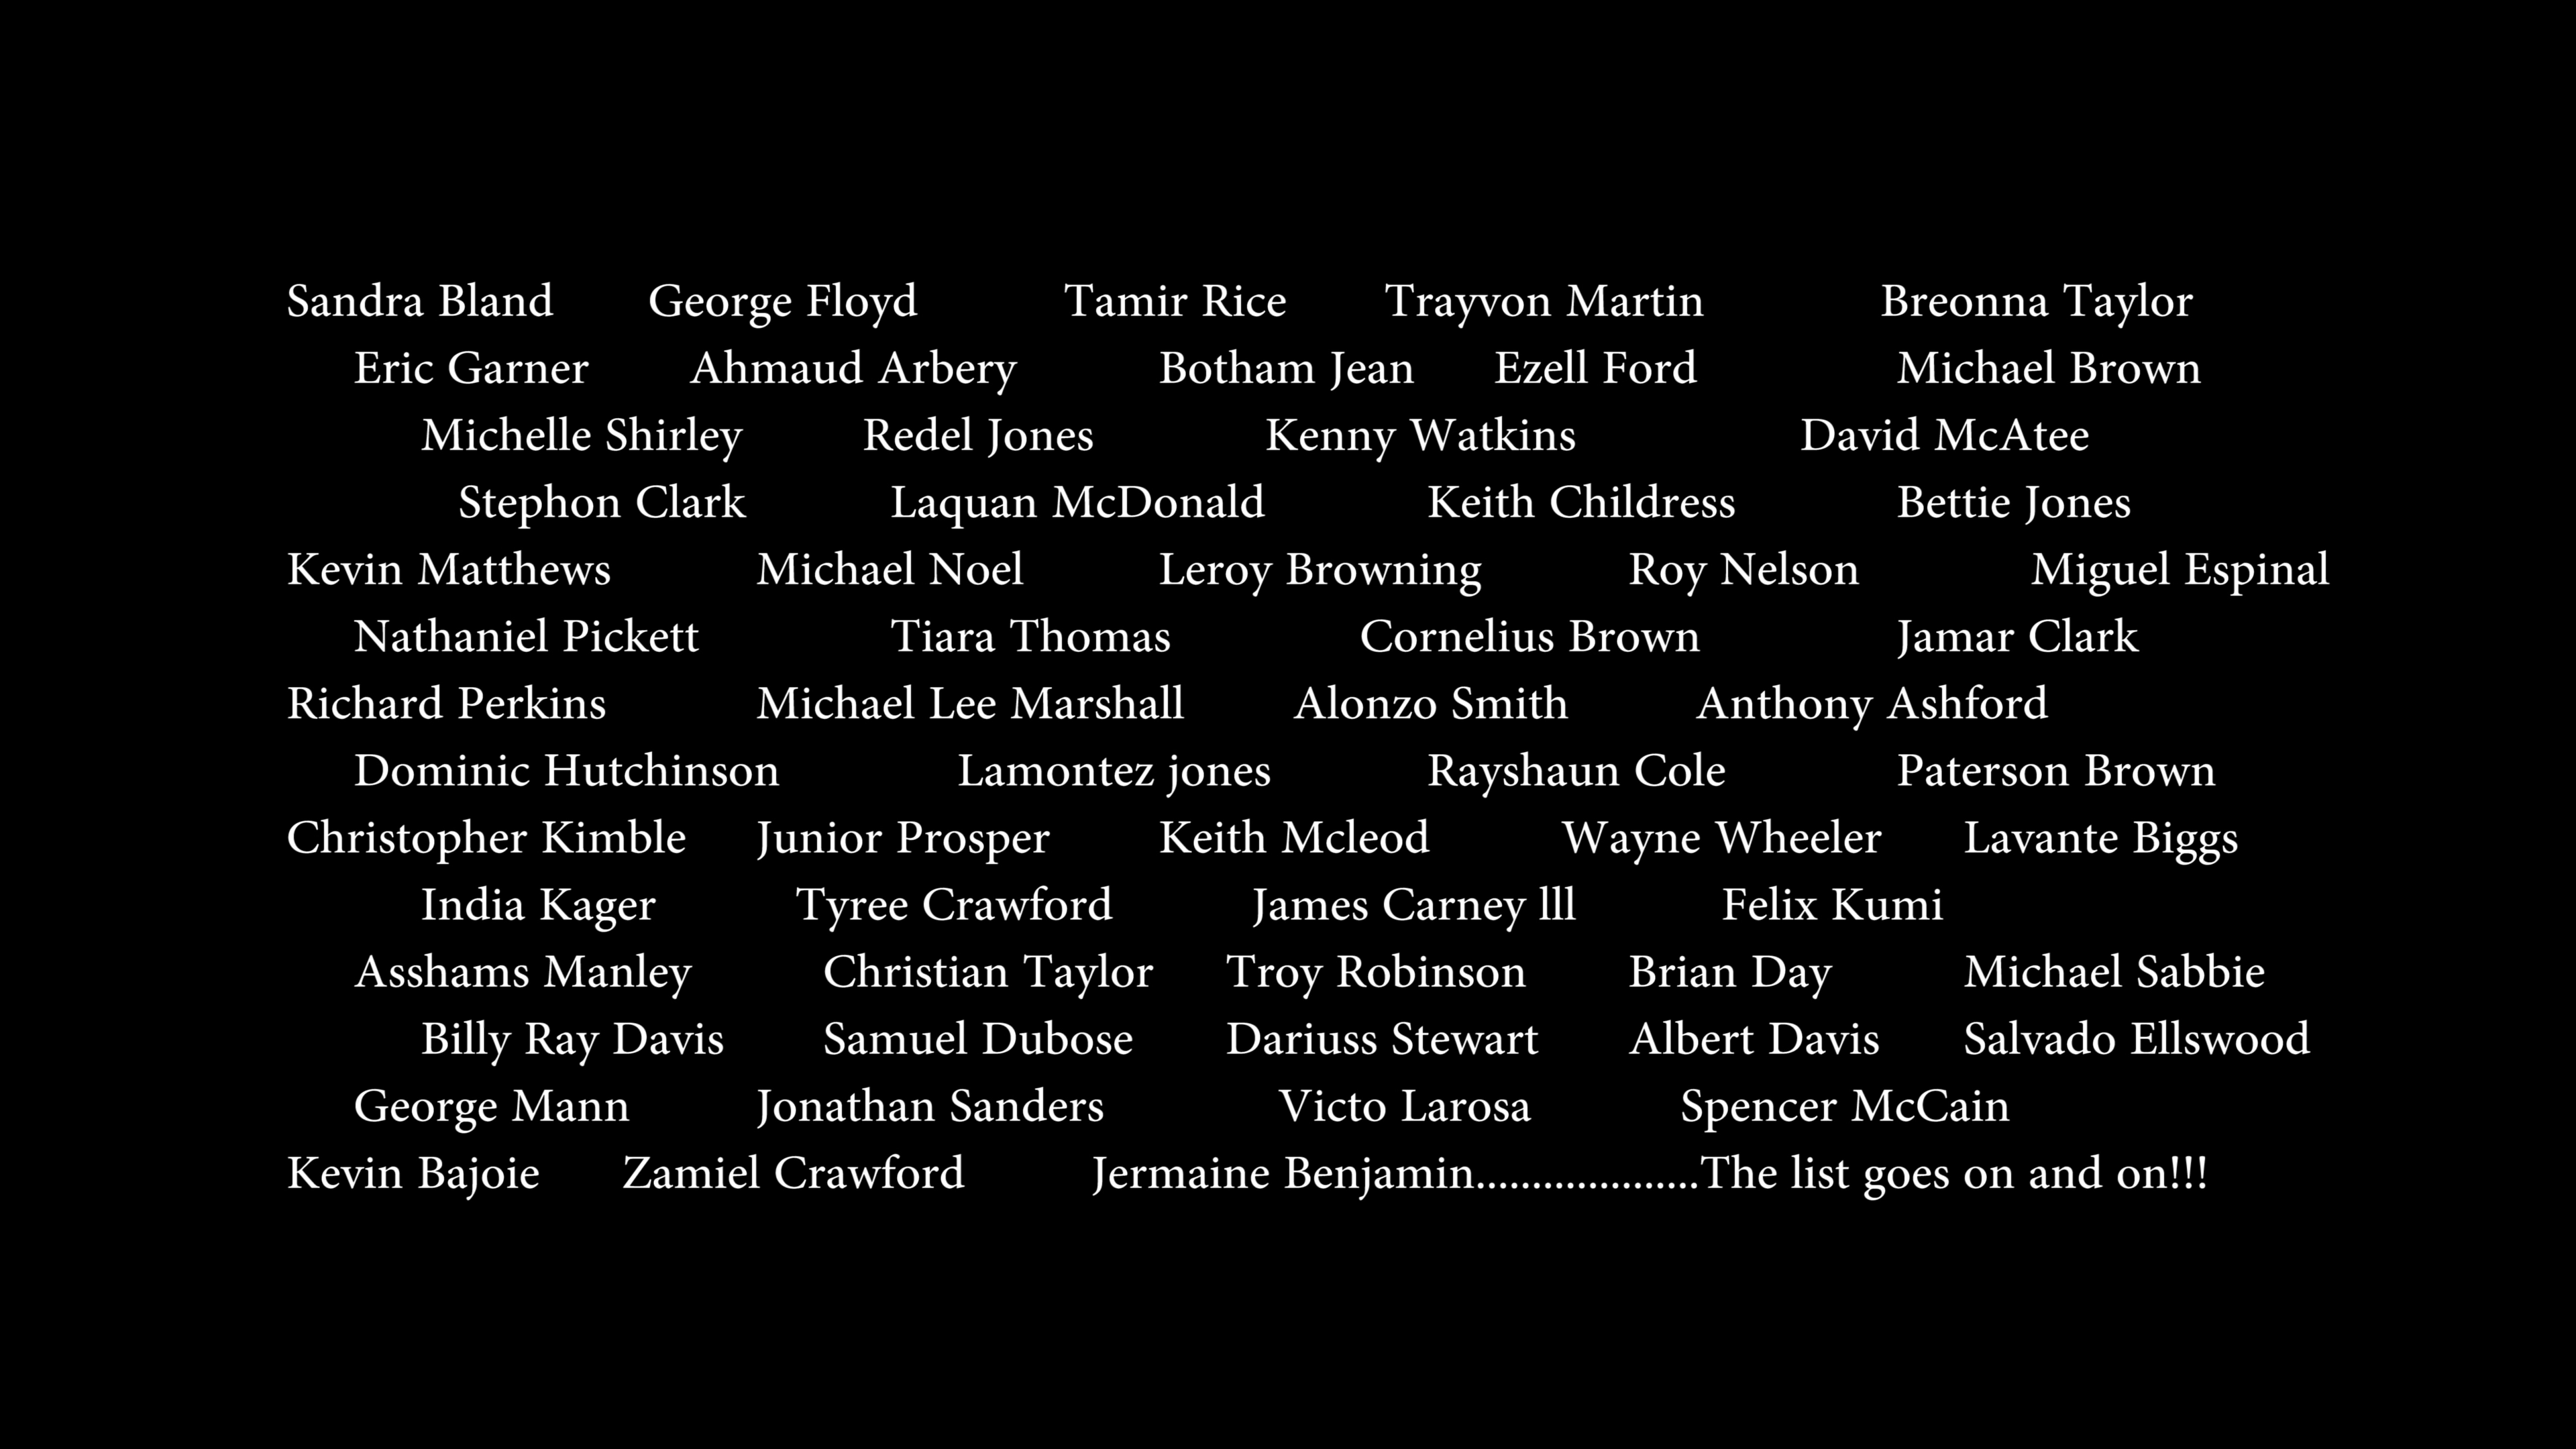 Sandra Bland George Floyd Tamir Rice Trayvon Martin Breonna Taylor
Eric Garner Ahmaud Arbery Botham Jean Ezell Ford Michael Brown
Michelle Shirley Redel Jones Kenny Watkins David McAtee
Stephon Clark Laquan McDonald Keith Childress Bettie Jones
Kevin Matthews Michael Noel Leroy Browning Roy Nelson Miguel Espinal
Nathaniel Pickett Tiara Thomas Cornelius Brown Jamar Clark
Richard Perkins Michael Lee Marshall Alonzo Smith Anthony Ashford
Dominic Hutchinson Lamontez jones Rayshaun Cole Paterson Brown
Christopher Kimble Junior Prosper Keith Mcleod Wayne Wheeler Lavante Biggs
India Kager Tyree Crawford James Carney lll Felix Kumi
Asshams Manley Christian Taylor Troy Robinson Brian Day Michael Sabbie
Billy Ray Davis Samuel Dubose Dariuss Stewart Albert Davis Salvado Ellswood
George Mann Jonathan Sanders Victo Larosa Spencer McCain
Kevin Bajoie Zamiel Crawford Jermaine Benjamin....................The list goes on and on!!!